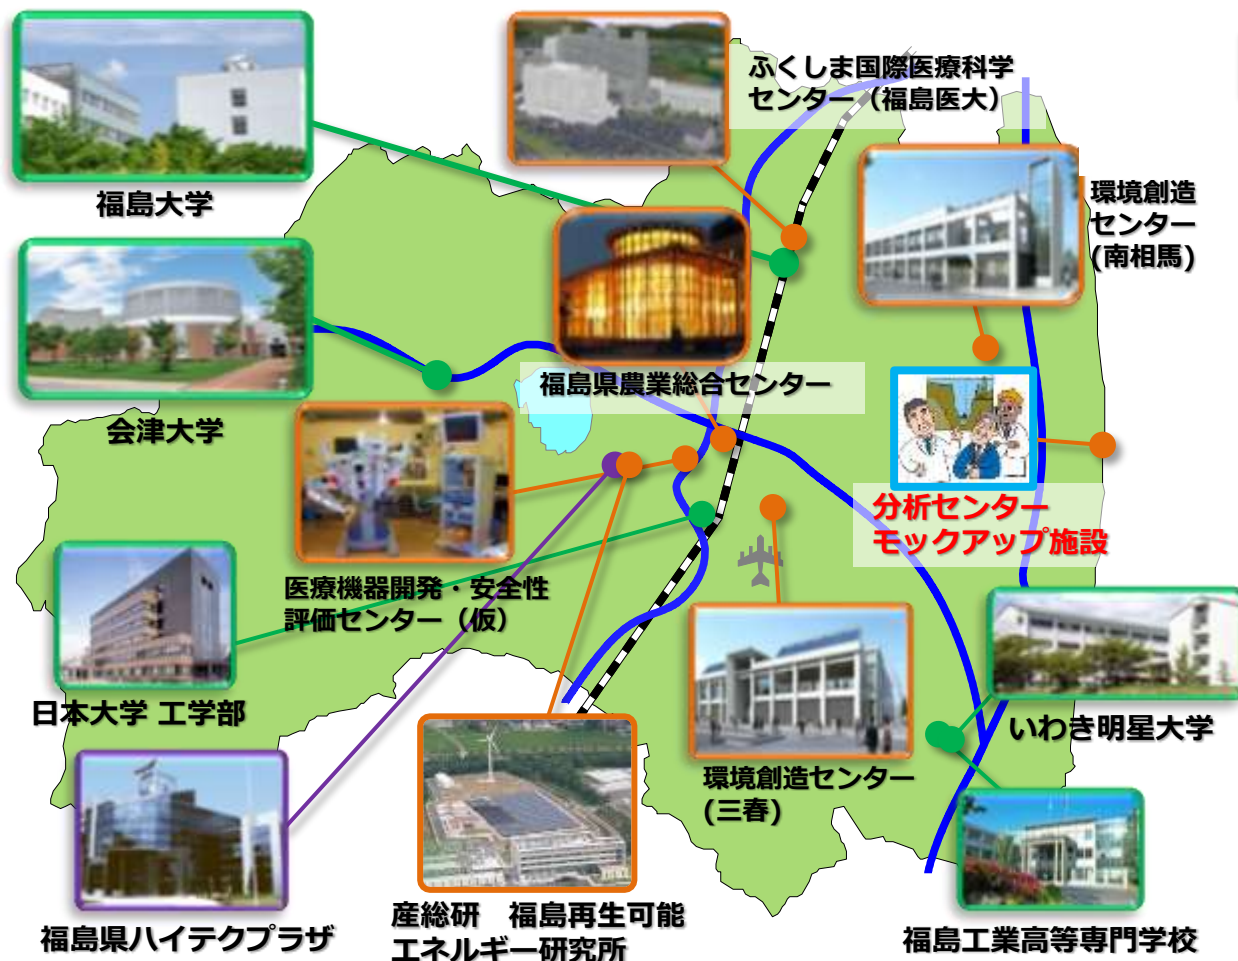 ふくしま国際医療科学
センター（福島医大）
福島大学
環境創造
センター
(南相馬)
福島県農業総合センター
会津大学
分析センター
モックアップ施設
医療機器開発・安全性
評価センター（仮）
日本大学 工学部
いわき明星大学
環境創造センター
(三春)
産総研　福島再生可能
エネルギー研究所
福島県ハイテクプラザ
福島工業高等専門学校